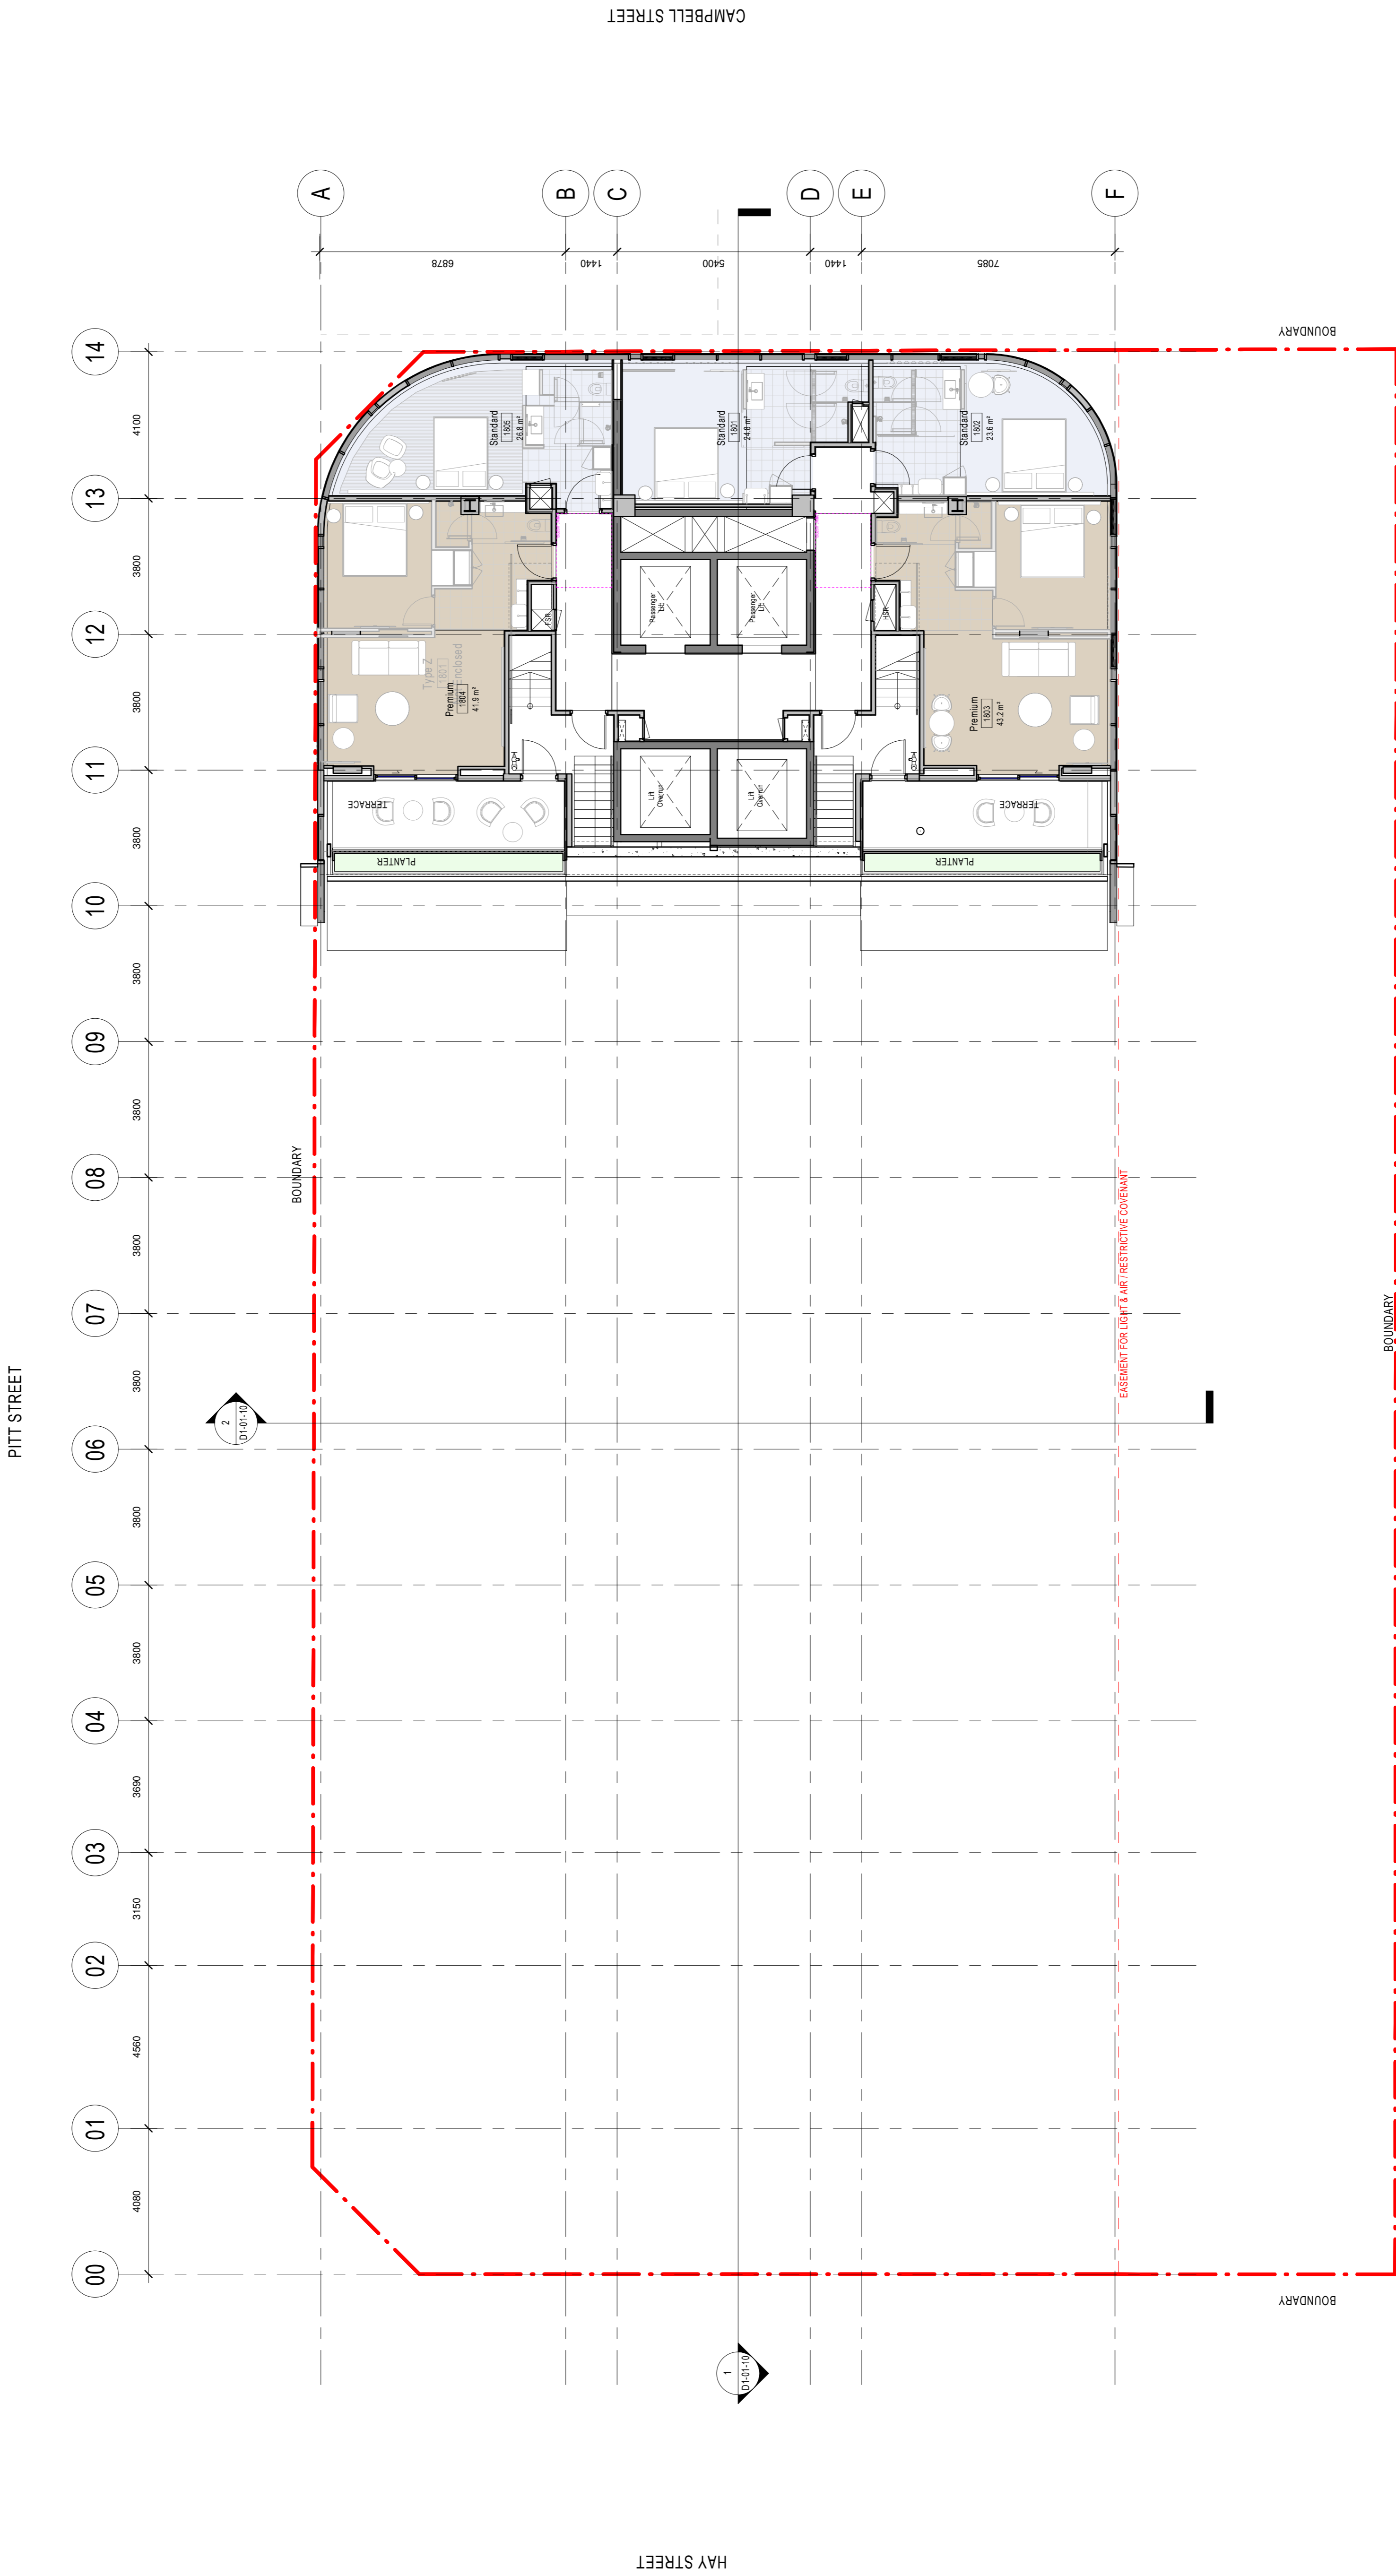 CAMPBELL STREET
A
B
C
D
E
F
6878
1440
5400
1440
7085
14
13
12
11
10
09
08
07
06
05
04
03
02
01
00
4100
3800
3800
3800
3800
3800
3800
3800
3800
3800
3690
3150
4560
4080
BOUNDARY
Standard
1805
26.8 m²
Standard
1801
24.8 m²
Standard
1802
23.6 m²
Passenger
Lift
Passenger
Lift
FSR
HSR
Type Z
1801
Enclosed
Premium
1804
41.9 m²
Premium
1803
43.2 m²
Lift
Overrun
Lift
Overrun
TERRACE
TERRACE
PLANTER
PLANTER
BOUNDARY
EASEMENT FOR LIGHT & AIR / RESTRICTIVE COVENANT
BOUNDARY
PITT STREET
2
D1-01-10
1
D1-01-10
BOUNDARY
HAY STREET